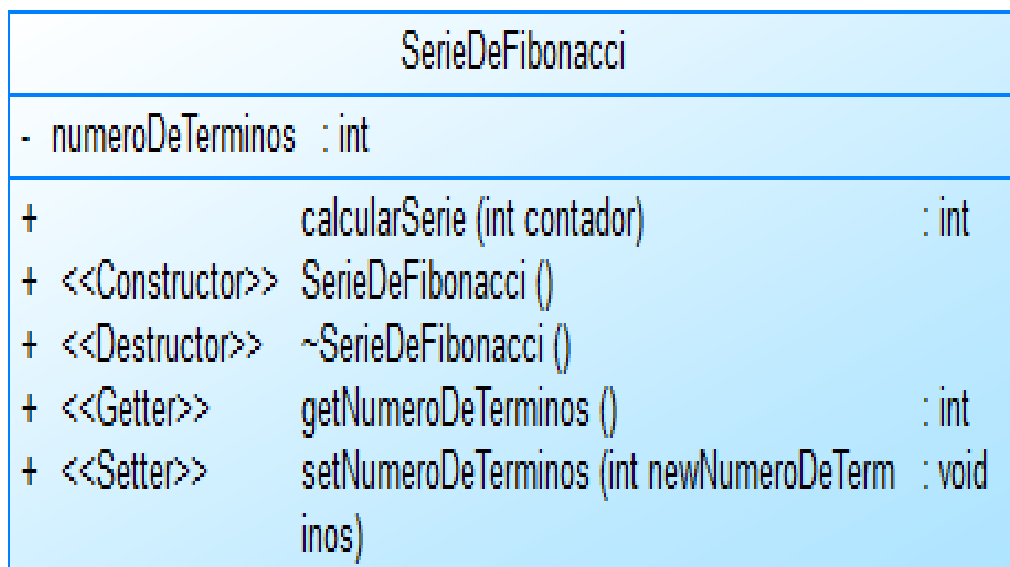 SerieDeFibonacci
- numeroDeTerminos : int
+ calcularSerie (int contador) : int
+ <<Constructor>> SerieDeFibonacci ()
+ <<Destructor>> ~SerieDeFibonacci ()
+ <<Getter>> getNumeroDeTerminos () : int
+ <<Setter>> setNumeroDeTerminos (int newNumeroDeTerm : void
inos)